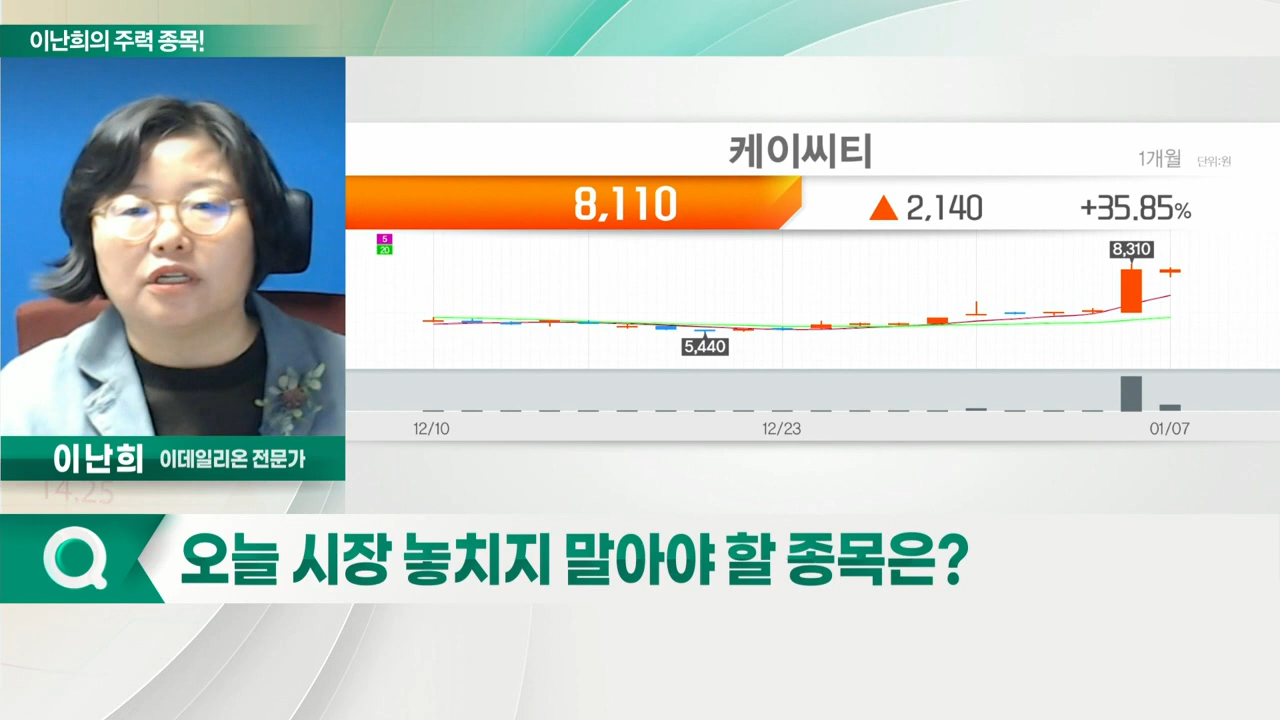 이난희의 주력 종목!
케이씨티
1개월 단위:원
8,110
▲ 2,140
+35.85%
5
20
8,310
5,440
12/10
12/23
01/07
이난희 이데일리온 전문가
14.25
오늘 시장 놓치지 말아야 할 종목은?